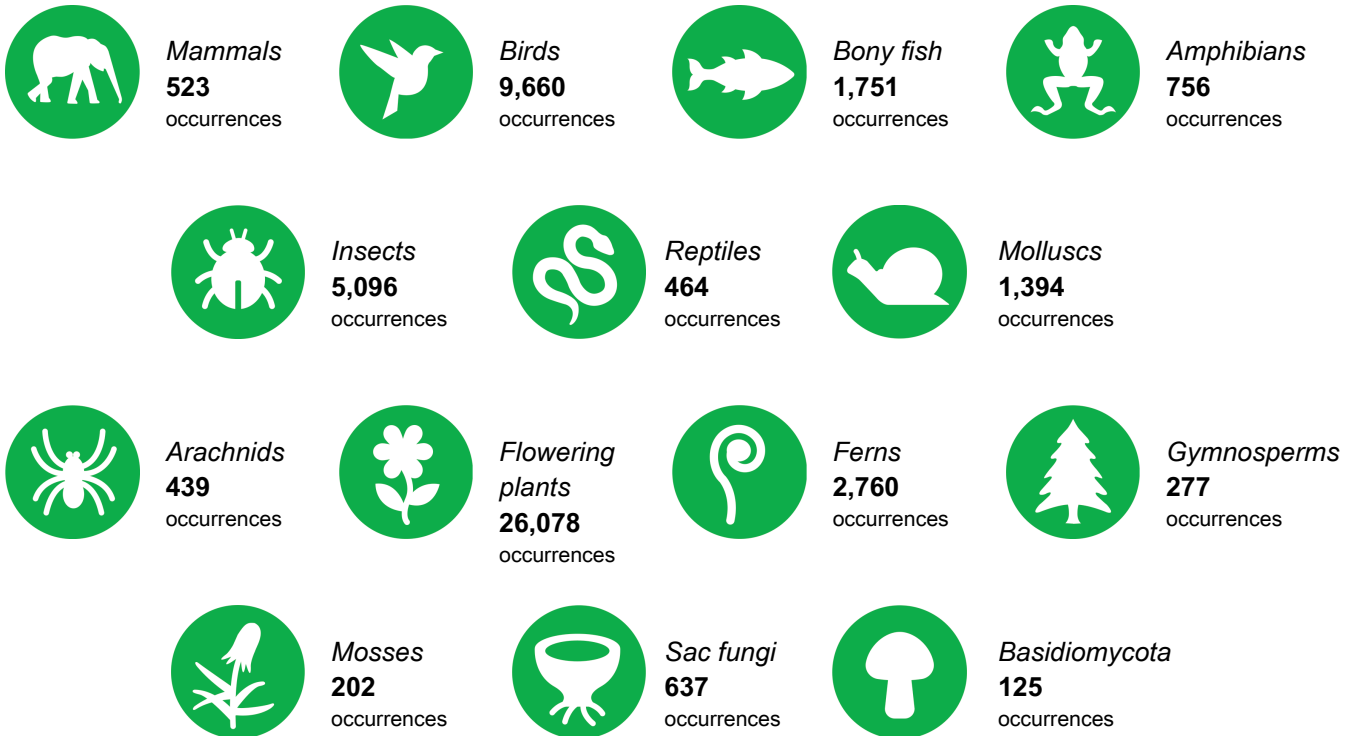 Mammals
523
occurrences
Birds
9,660
occurrences
Bony fish
1,751
occurrences
Amphibians
756
occurrences
Insects
5,096
occurrences
Reptiles
464
occurrences
Molluscs
1,394
occurrences
Arachnids
439
occurrences
Flowering
plants
26,078
occurrences
Ferns
2,760
occurrences
Gymnosperms
277
occurrences
Mosses
202
occurrences
Sac fungi
637
occurrences
Basidiomycota
125
occurrences